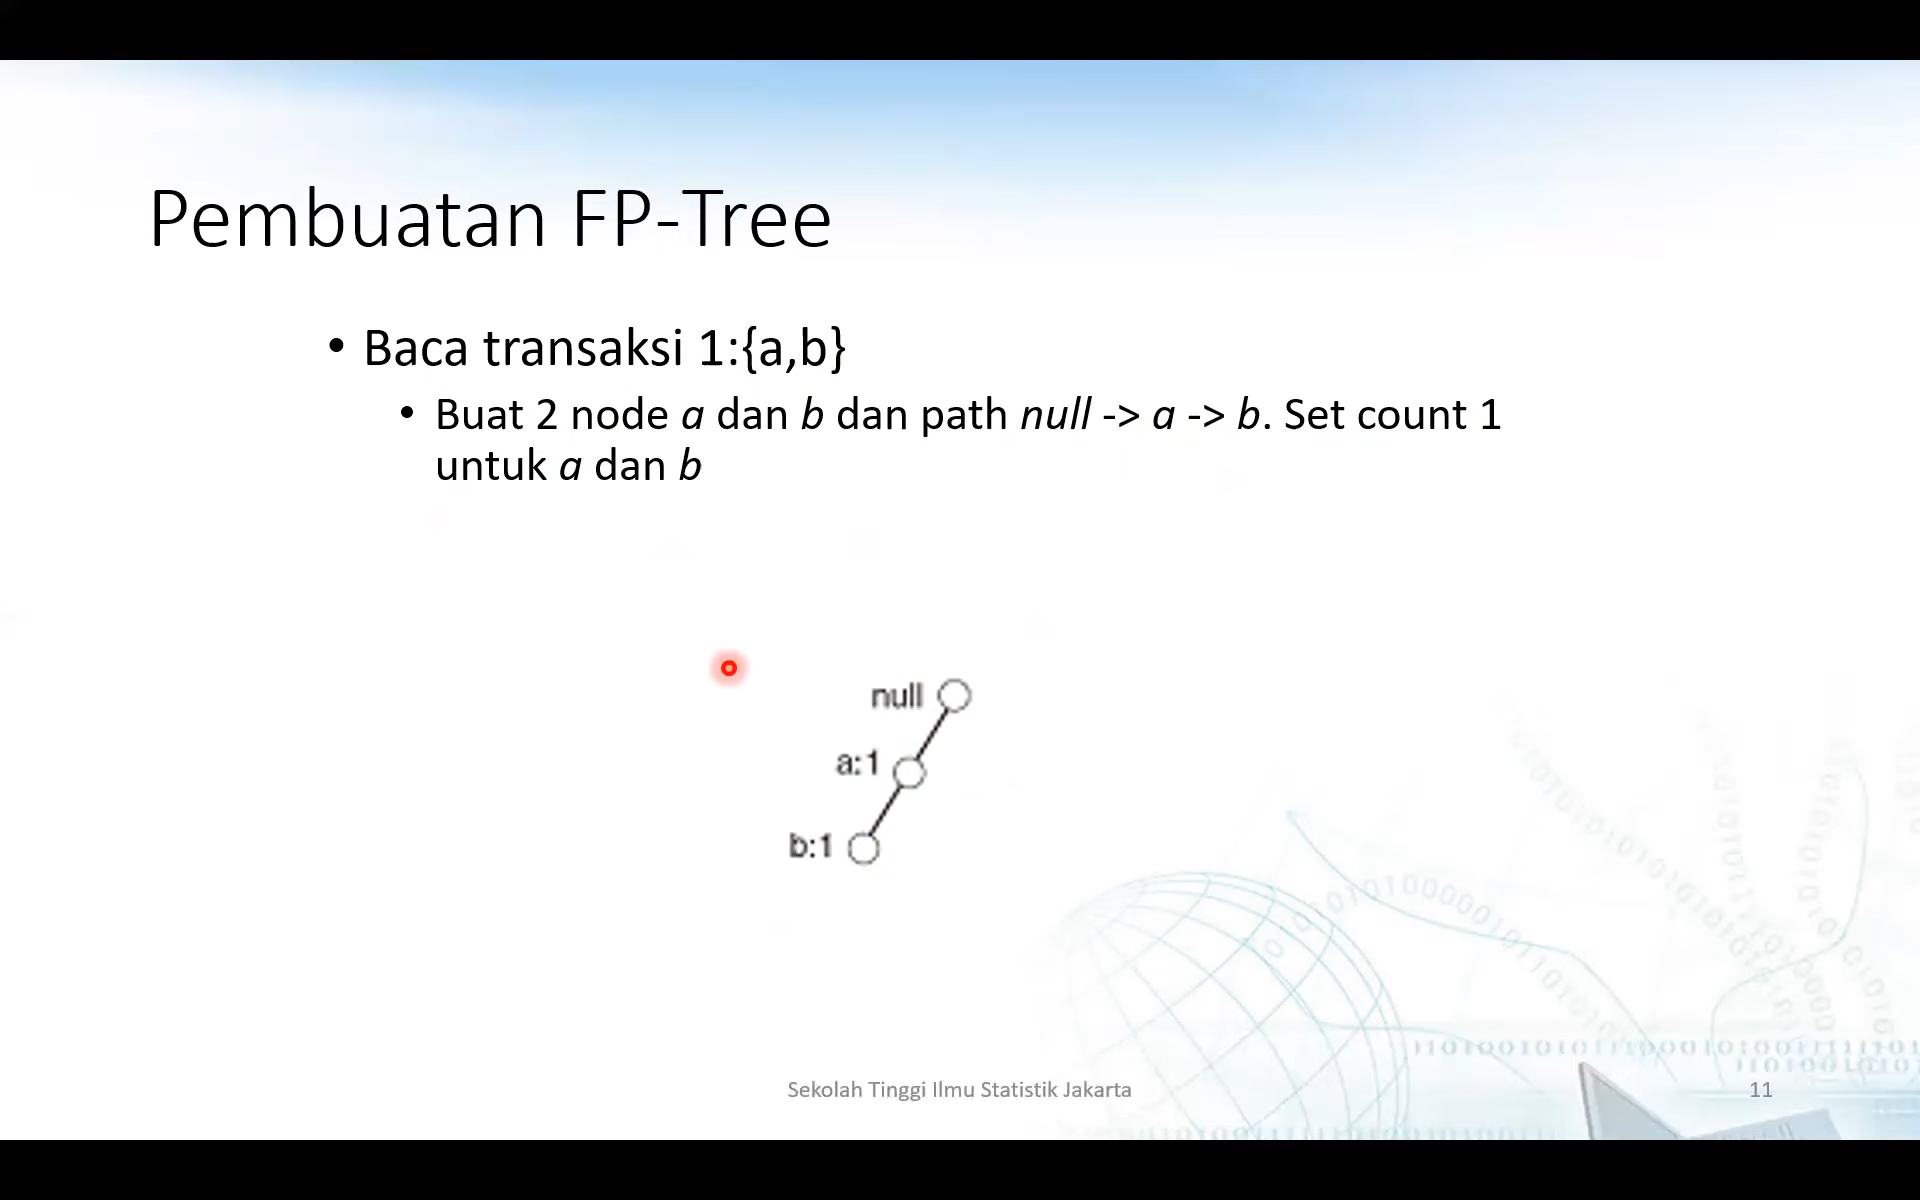 Pembuatan FP-Tree
• Baca transaksi 1:{a,b}
• Buat 2 node a dan b dan path null -> a -> b. Set count 1
untuk a dan b
null
a:1
b:1
Sekolah Tinggi Ilmu Statistik Jakarta
11